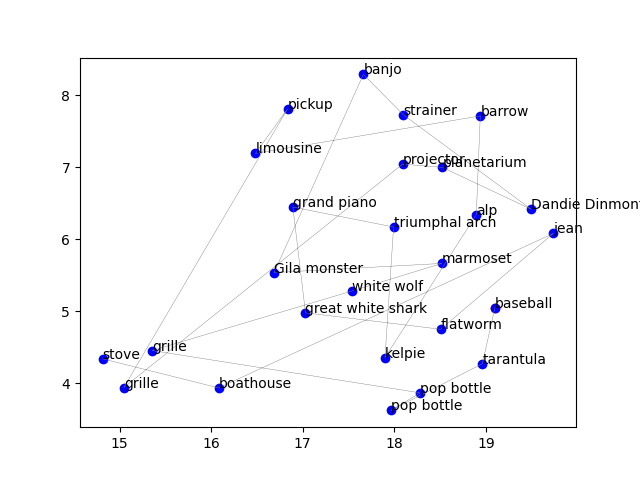 banjo
pickup
strainer
barrow
8
limousine
projector
planetarium
7
grand piano
Dandie Dinmont
alp
triumphal arch
jean
6
marmoset
Gila monster
white wolf
baseball
great white shark
5
flatworm
grille
kelpie
stove
tarantula
4
grille
boathouse
pop bottle
pop bottle
15 16 17 18 19